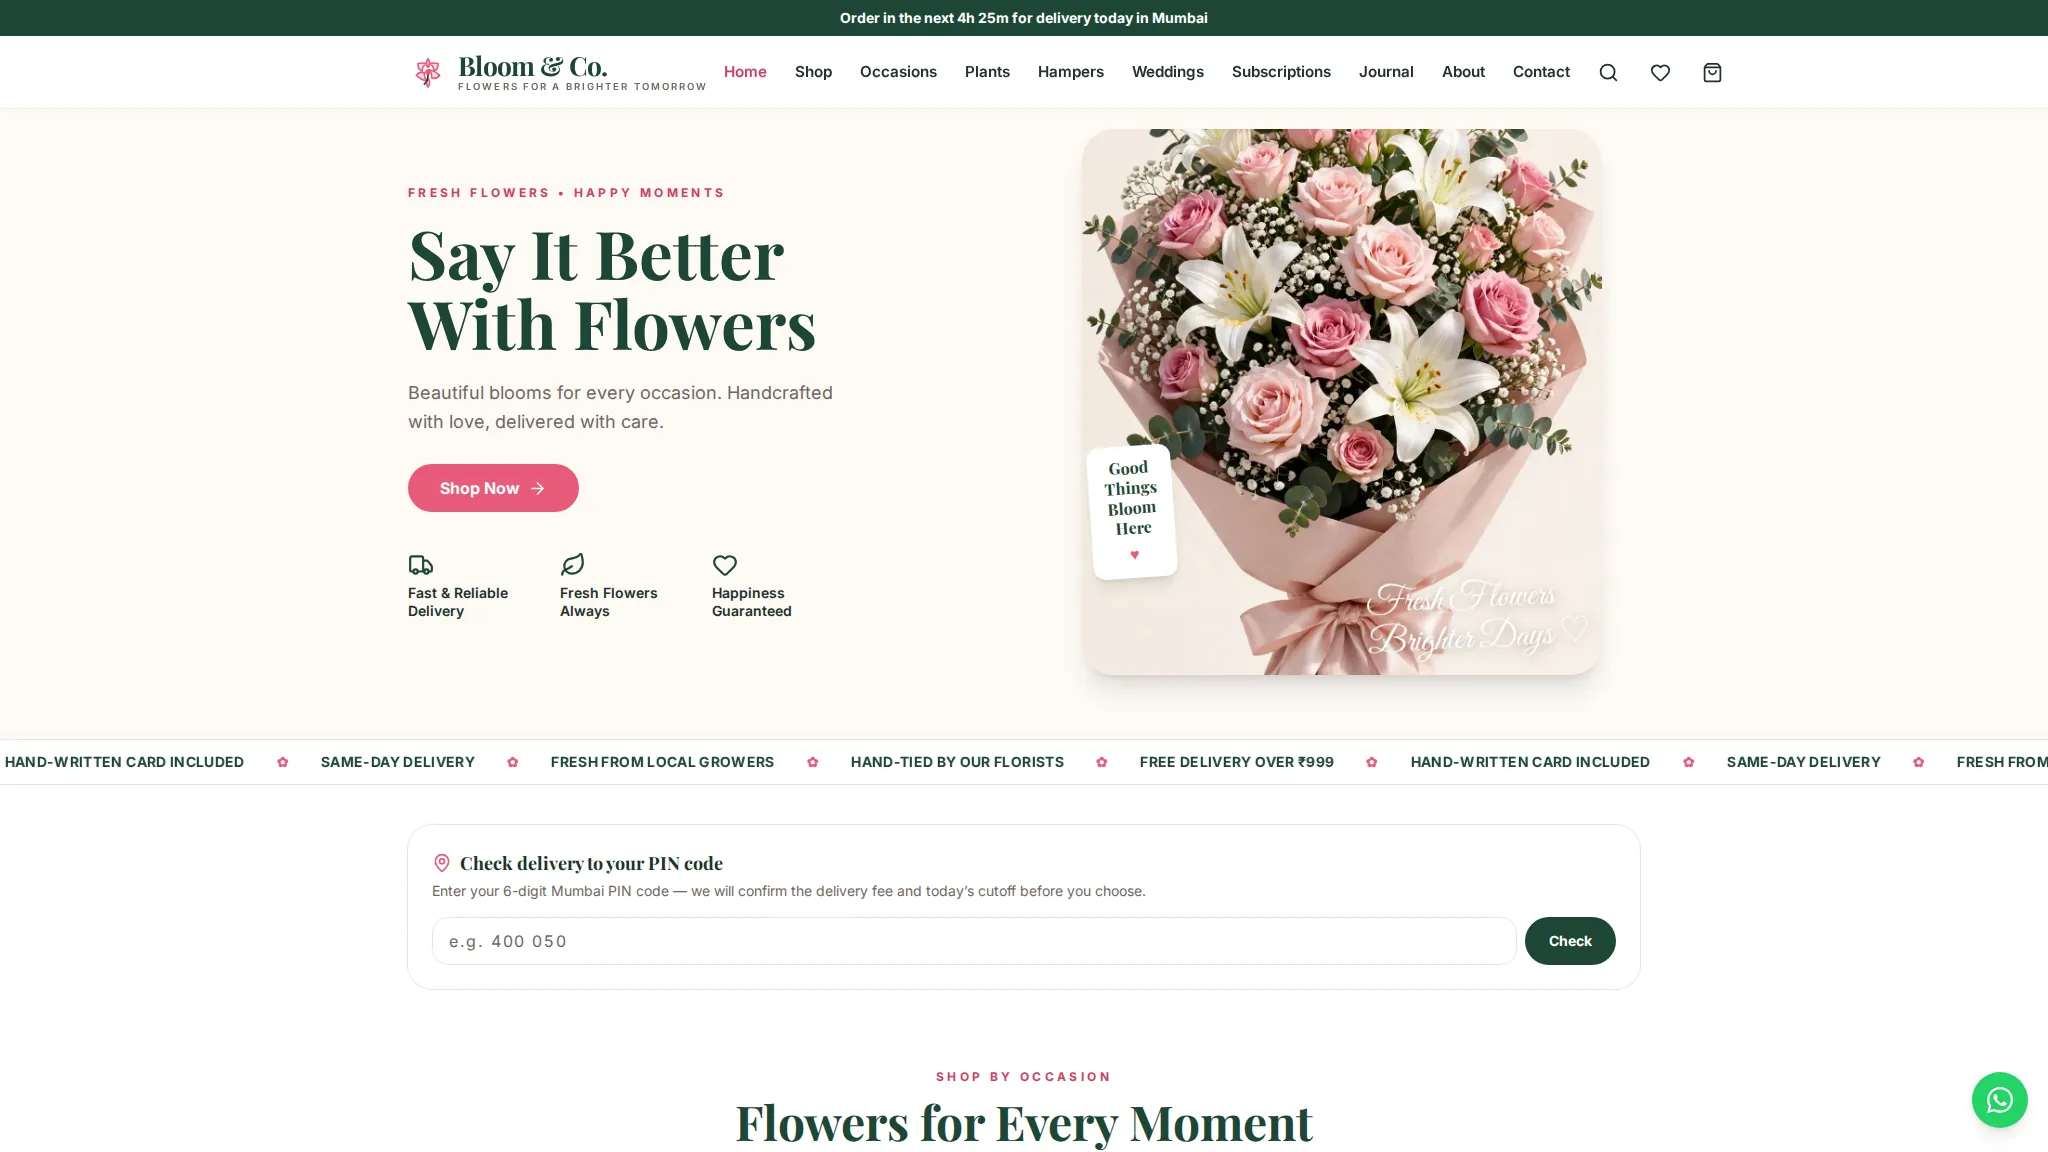 Order in the next 4h 25m for delivery today in Mumbai
Bloom & Co.
FLOWERS FOR A BRIGHTER TOMORROW
Home
Shop
Occasions
Plants
Hampers
Weddings
Subscriptions
Journal
About
Contact
FRESH FLOWERS • HAPPY MOMENTS
Say It Better
With Flowers
Beautiful blooms for every occasion. Handcrafted
with love, delivered with care.
Shop Now →
Fast & Reliable
Delivery
Fresh Flowers
Always
Happiness
Guaranteed
Good
Things
Bloom
Here
♥
Fresh Flowers
Brighter Days ♡
HAND-WRITTEN CARD INCLUDED ✿ SAME-DAY DELIVERY ✿ FRESH FROM LOCAL GROWERS ✿ HAND-TIED BY OUR FLORISTS ✿ FREE DELIVERY OVER ₹999 ✿ HAND-WRITTEN CARD INCLUDED ✿ SAME-DAY DELIVERY ✿ FRESH FROM
Check delivery to your PIN code
Enter your 6-digit Mumbai PIN code — we will confirm the delivery fee and today’s cutoff before you choose.
e.g. 400 050
Check
SHOP BY OCCASION
Flowers for Every Moment